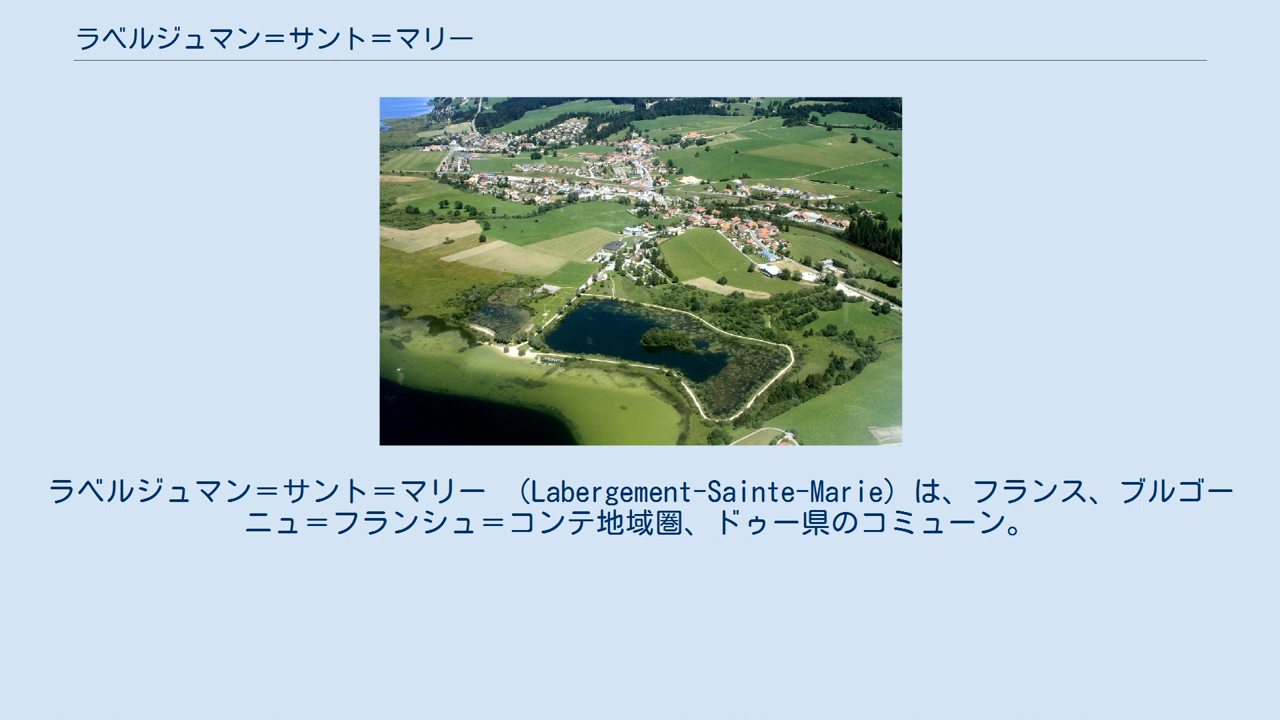 ラベルジュマン＝サント＝マリー
ラベルジュマン＝サント＝マリー （Labergement-Sainte-Marie）は、フランス、ブルゴー
ニュ＝フランシュ＝コンテ地域圏、ドゥー県のコミューン。